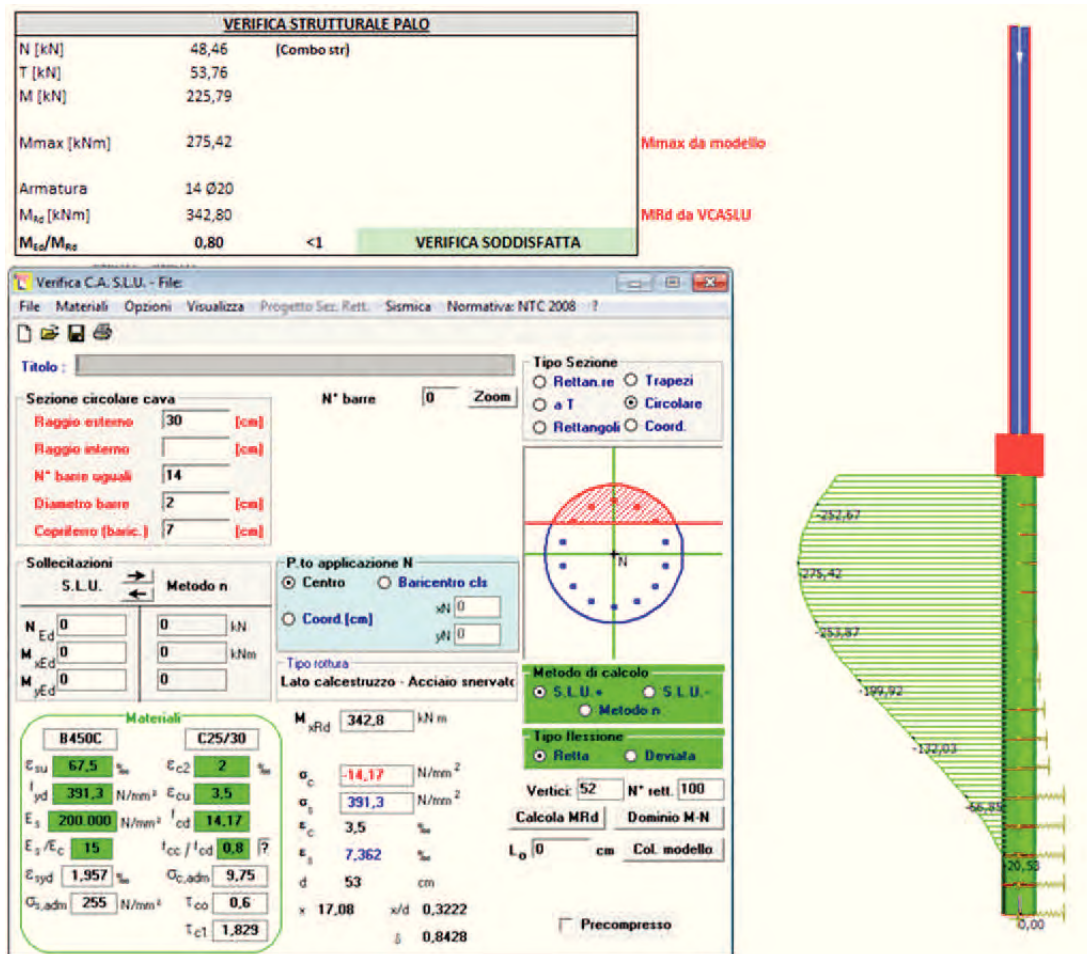 VERIFICA STRUTTURALE PALO
N [kN] 48,46 (Combo str)
T [kN] 53,76
M [kN] 225,79
Mmax [kNm] 275,42 Mmax da modello
Armatura 14 Ø20
MRd [kNm] 342,80 MRd da VCASLU
MEd/MRd 0,80 <1 VERIFICA SODDISFATTA
Verifica C.A. S.L.U. - File:
File Materiali Opzioni Visualizza Progetto Sez. Rett. Sismica Normativa: NTC 2008 ?
Titolo :
Sezione circolare cava
Raggio esterno 30 [cm]
Raggio interno [cm]
N° barre uguali 14
Diametro barre 2 [cm]
Copriferro (baric.) 7 [cm]
N° barre 0 Zoom
Tipo Sezione
Rettan.re Trapezi
a T Circolare
Rettangoli Coord.
N
Sollecitazioni
S.L.U. Metodo n
N Ed 0 0 kN
M xEd 0 0 kNm
M yEd 0 0
P.to applicazione N
Centro Baricentro cls
Coord.[cm] xN 0
yN 0
Tipo rottura
Lato calcestruzzo - Acciaio snervato
Metodo di calcolo
S.L.U.+ S.L.U.-
Metodo n
Tipo flessione
Retta Deviata
Materiali
B450C C25/30
εsu 67,5 ‰ εc2 2 ‰
fyd 391,3 N/mm² εcu 3,5
Es 200.000 N/mm² fcd 14,17
Es/Ec 15 fcc/fcd 0,8 ?
εsyd 1,957 ‰ σc,adm 9,75
σs,adm 255 N/mm² τco 0,6
τc1 1,829
M xRd 342,8 kN m
σc -14,17 N/mm²
σs 391,3 N/mm²
εc 3,5 ‰
εs 7,362 ‰
d 53 cm
x 17,08 x/d 0,3222
δ 0,8428
Vertici: 52 N° rett. 100
Calcola MRd Dominio M-N
Lo 0 cm Col. modello
Precompresso
-252,67
-275,42
-253,87
-199,92
-132,03
-66,85
-20,53
0,00